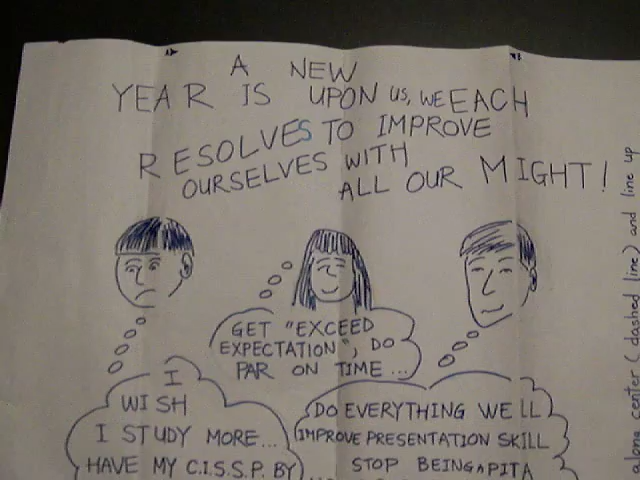 A NEW
YEAR IS UPON US, WE EACH
RESOLVES TO IMPROVE
OURSELVES WITH
ALL OUR MIGHT!
GET "EXCEED
EXPECTATION", DO
PAR ON TIME...
I
WISH
I STUDY MORE...
HAVE MY C.I.S.S.P. BY
DO EVERYTHING WELL
IMPROVE PRESENTATION SKILL
STOP BEING A PITA
along center (dashed line) and line up